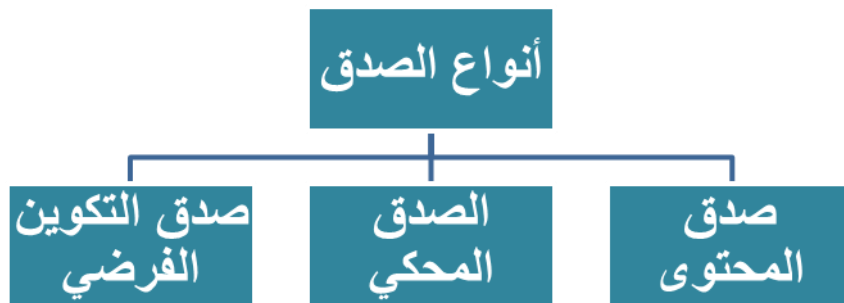 أنواع الصدق
صدق
المحتوى
الصدق
المحكي
صدق التكوين
الفرضي